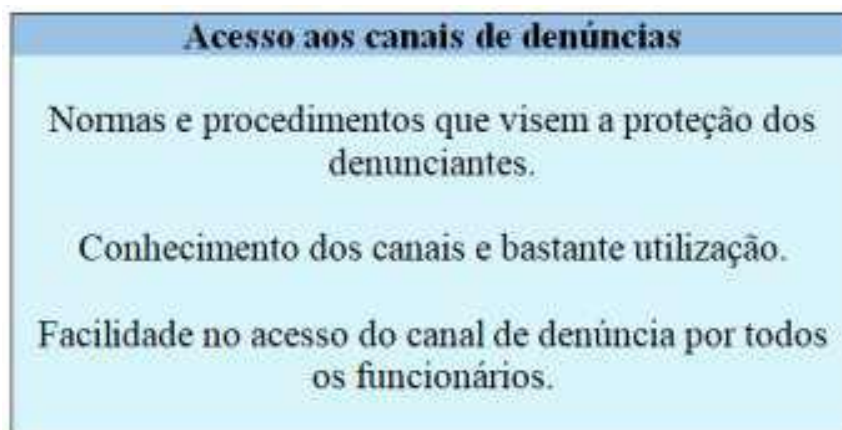 Acesso aos canais de denúncias
Normas e procedimentos que visem a proteção dos
denunciantes.
Conhecimento dos canais e bastante utilização.
Facilidade no acesso do canal de denúncia por todos
os funcionários.